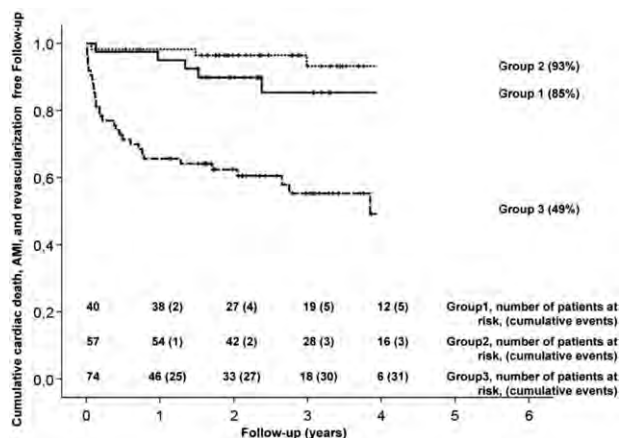 Cumulative cardiac death, AMI, and revascularization free Follow-up
1,0
0,8
0,6
0,4
0,2
0,0
Group 2 (93%)
Group 1 (85%)
Group 3 (49%)
40 38 (2) 27 (4) 19 (5) 12 (5) Group1, number of patients at
risk, (cumulative events)
57 54 (1) 42 (2) 28 (3) 16 (3) Group2, number of patients at
risk, (cumulative events)
74 46 (25) 33 (27) 18 (30) 6 (31) Group3, number of patients at
risk, (cumulative events)
0 1 2 3 4 5 6
Follow-up (years)